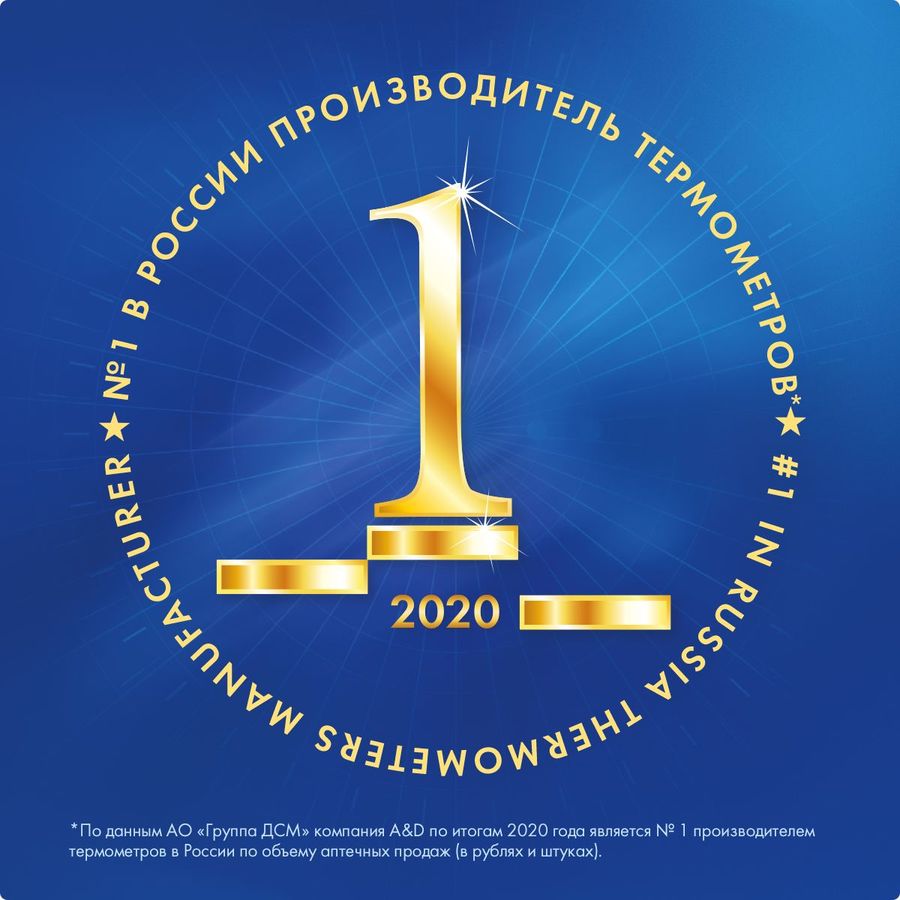 №1 В РОССИИ ПРОИЗВОДИТЕЛЬ ТЕРМОМЕТРОВ*
★ #1 IN RUSSIA THERMOMETERS MANUFACTURER ★
1
2020
*По данным АО «Группа ДСМ» компания A&D по итогам 2020 года является № 1 производителем
термометров в России по объему аптечных продаж (в рублях и штуках).